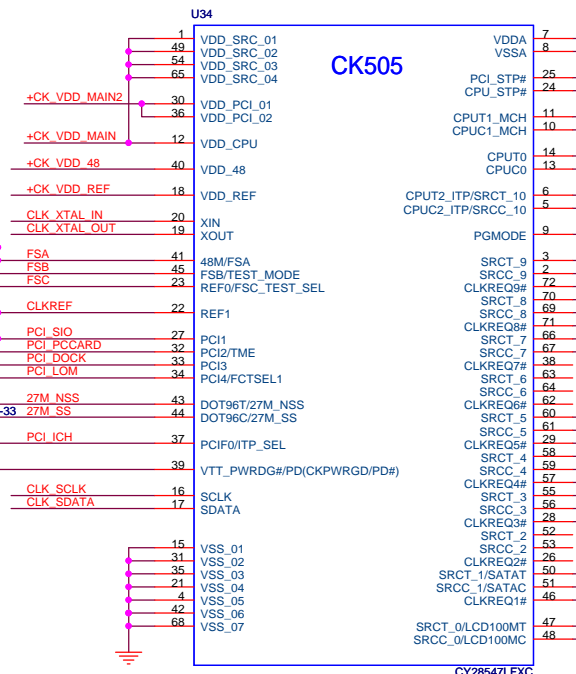 U34
CK505
1 VDD_SRC_01 VDDA 7
49 VDD_SRC_02 VSSA 8
54 VDD_SRC_03
65 VDD_SRC_04 PCI_STP# 25
CPU_STP# 24
+CK_VDD_MAIN2 30 VDD_PCI_01
36 VDD_PCI_02 CPUT1_MCH 11
CPUC1_MCH 10
+CK_VDD_MAIN 12 VDD_CPU
CPUT0 14
+CK_VDD_48 40 VDD_48 CPUC0 13
+CK_VDD_REF 18 VDD_REF CPUT2_ITP/SRCT_10 6
CPUC2_ITP/SRCC_10 5
CLK_XTAL_IN 20 XIN
CLK_XTAL_OUT 19 XOUT PGMODE 9
FSA 41 48M/FSA SRCT_9 3
FSB 45 FSB/TEST_MODE SRCC_9 2
FSC 23 REF0/FSC_TEST_SEL CLKREQ9# 72
SRCT_8 70
CLKREF 22 REF1 SRCC_8 69
CLKREQ8# 71
PCI_SIO 27 PCI1 SRCT_7 66
PCI_PCCARD 32 PCI2/TME SRCC_7 67
PCI_DOCK 33 PCI3 CLKREQ7# 38
PCI_LOM 34 PCI4/FCTSEL1 SRCT_6 63
SRCC_6 64
27M_NSS 43 DOT96T/27M_NSS CLKREQ6# 62
-33 27M_SS 44 DOT96C/27M_SS SRCT_5 60
SRCC_5 61
PCI_ICH 37 PCIF0/ITP_SEL CLKREQ5# 29
SRCT_4 58
39 VTT_PWRDG#/PD(CKPWRGD/PD#) SRCC_4 59
CLKREQ4# 57
CLK_SCLK 16 SCLK SRCT_3 55
CLK_SDATA 17 SDATA SRCC_3 56
CLKREQ3# 28
SRCT_2 52
15 VSS_01 SRCC_2 53
31 VSS_02 CLKREQ2# 26
35 VSS_03 SRCT_1/SATAT 50
21 VSS_04 SRCC_1/SATAC 51
4 VSS_05 CLKREQ1# 46
42 VSS_06
68 VSS_07 SRCT_0/LCD100MT 47
SRCC_0/LCD100MC 48
CY28547LFXC